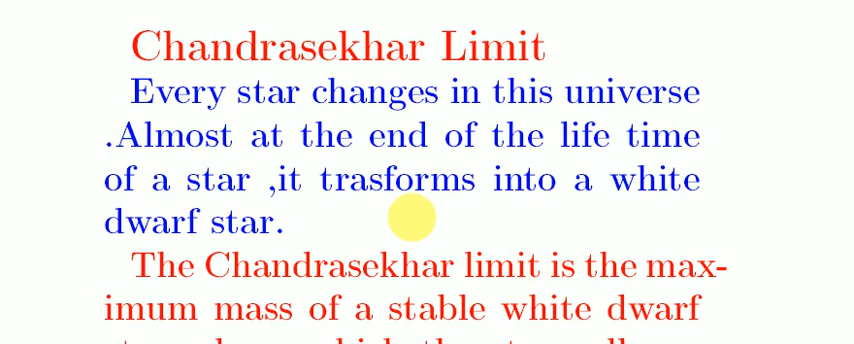 Chandrasekhar Limit
Every star changes in this universe
.Almost at the end of the life time
of a star ,it trasforms into a white
dwarf star.
The Chandrasekhar limit is the max-
imum mass of a stable white dwarf